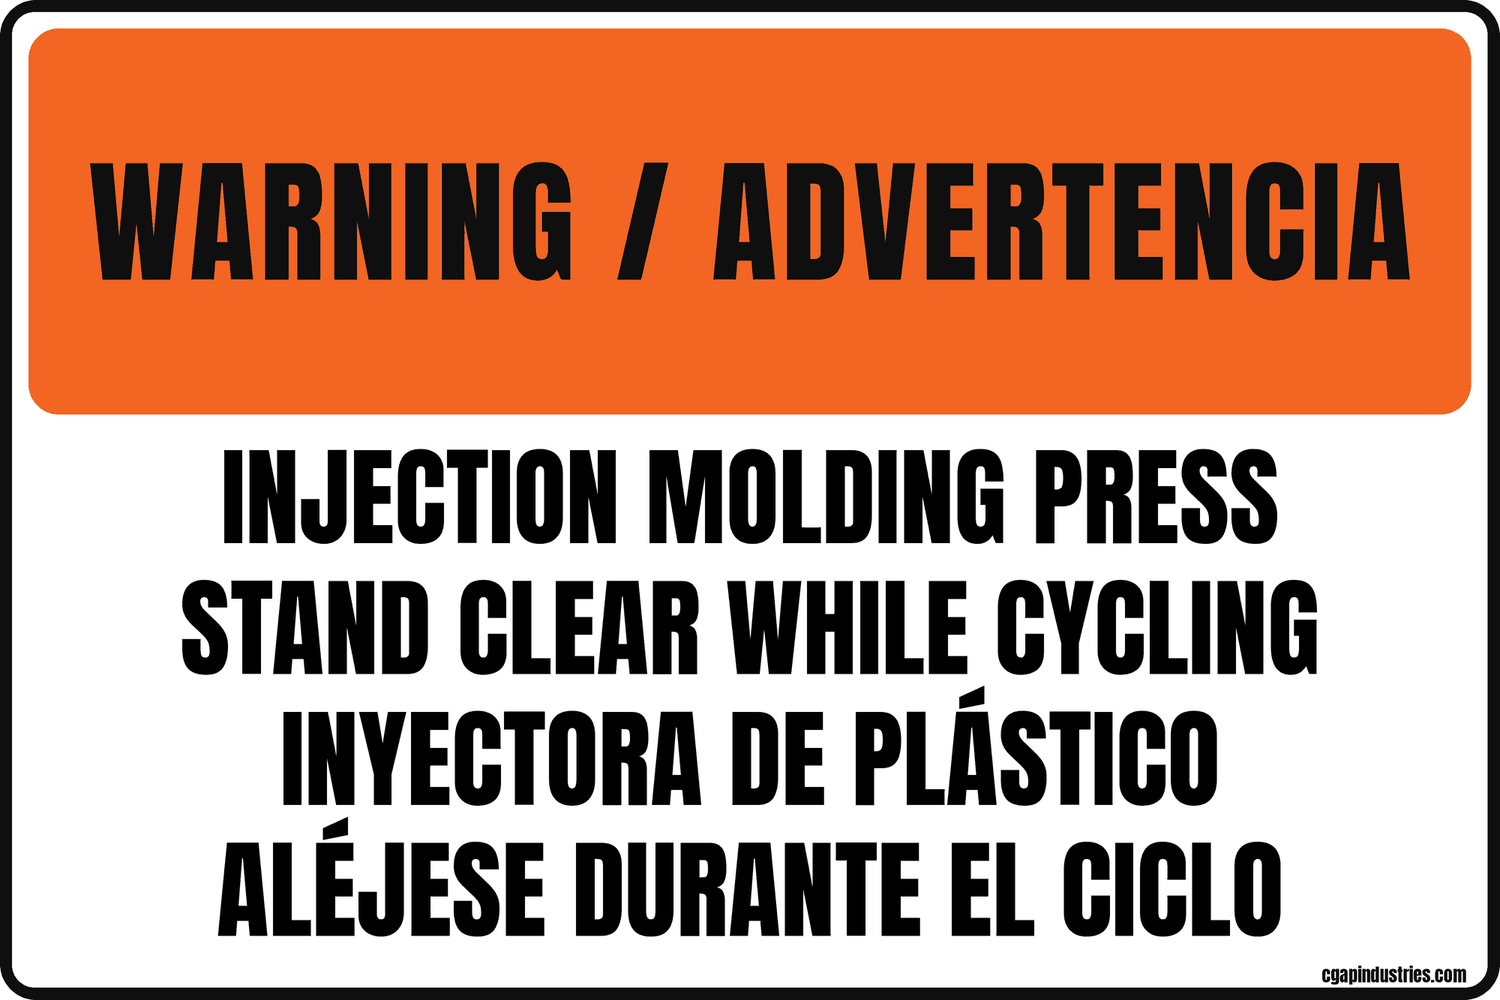 WARNING / ADVERTENCIA
INJECTION MOLDING PRESS
STAND CLEAR WHILE CYCLING
INYECTORA DE PLÁSTICO
ALÉJESE DURANTE EL CICLO
cgapindustries.com